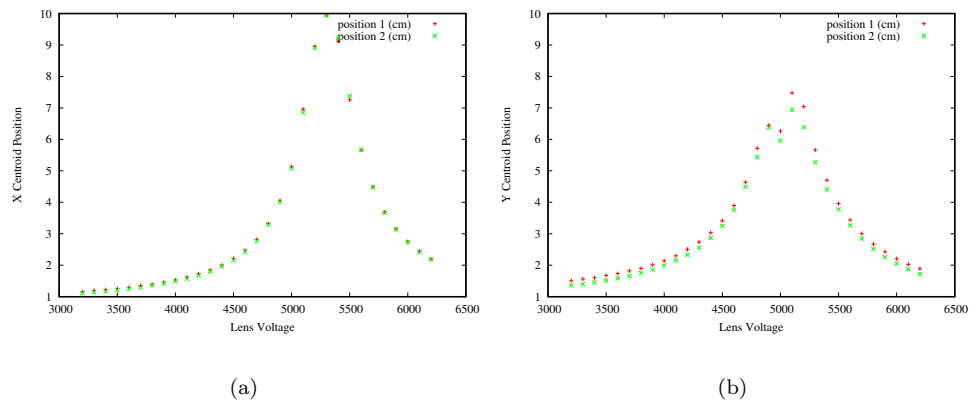 10
9
8
7
6
5
4
3
2
1
X Centroid Position
3000 3500 4000 4500 5000 5500 6000 6500
Lens Voltage
position 1 (cm)
position 2 (cm)
(a)
10
9
8
7
6
5
4
3
2
1
Y Centroid Position
3000 3500 4000 4500 5000 5500 6000 6500
Lens Voltage
position 1 (cm)
position 2 (cm)
(b)